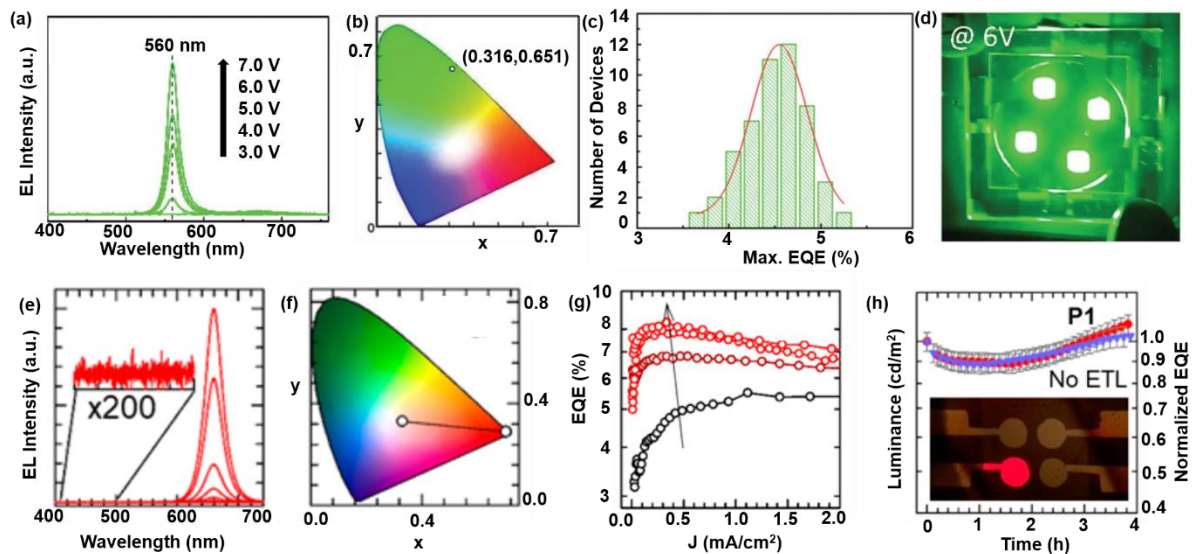 (a)
560 nm
7.0 V
6.0 V
5.0 V
4.0 V
3.0 V
EL Intensity (a.u.)
400 500 600 700
Wavelength (nm)
(b)
0.7
(0.316,0.651)
y
0
x
0.7
(c)
Number of Devices
14
12
10
8
6
4
2
0
3 4 5 6
Max. EQE (%)
(d)
@ 6V
(e)
EL Intensity (a.u.)
x200
400 500 600 700
Wavelength (nm)
(f)
0.8
0.4
0.0
y
0.0 0.4
x
(g)
EQE (%)
10
8
7
6
5
4
3
0.0 0.5 1.0 1.5 2.0
J (mA/cm²)
(h)
P1
No ETL
Luminance (cd/m²)
1.0
0.9
0.8
0.7
0.6
0.5
0.4
Normalized EQE
0 1 2 3 4
Time (h)